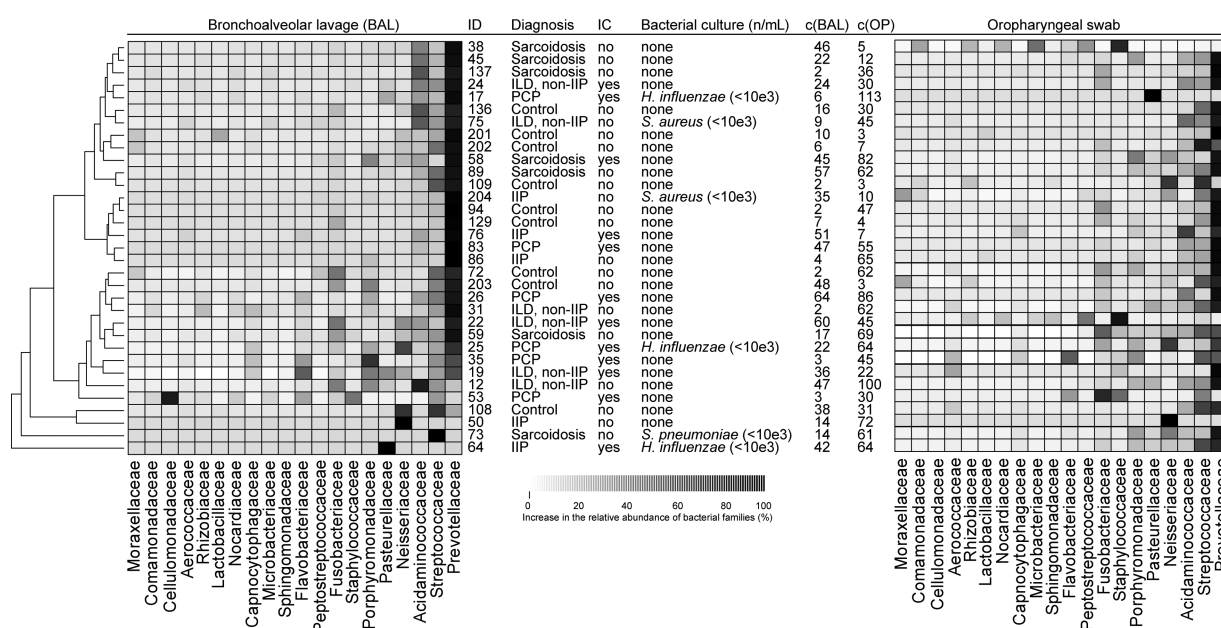 Bronchoalveolar lavage (BAL) ID Diagnosis IC Bacterial culture (n/mL) c(BAL) c(OP) Oropharyngeal swab
38 Sarcoidosis no none 46 5
45 Sarcoidosis no none 22 12
137 Sarcoidosis no none 2 36
24 ILD, non-IIP yes none 24 30
17 PCP yes H. influenzae (<10e3) 6 113
136 Control no none 16 30
75 ILD, non-IIP no S. aureus (<10e3) 9 45
201 Control no none 10 3
202 Control no none 6 7
58 Sarcoidosis yes none 45 82
89 Sarcoidosis no none 57 62
109 Control no none 2 3
204 IIP no S. aureus (<10e3) 35 10
94 Control no none 2 47
129 Control no none 7 4
76 IIP yes none 51 7
83 PCP yes none 47 55
86 IIP no none 4 65
72 Control no none 2 62
203 Control no none 48 3
26 PCP yes none 64 86
31 ILD, non-IIP no none 2 62
22 ILD, non-IIP yes none 60 45
59 Sarcoidosis no none 17 69
25 PCP yes H. influenzae (<10e3) 22 64
35 PCP yes none 3 45
19 ILD, non-IIP yes none 36 22
12 ILD, non-IIP no none 47 100
53 PCP yes none 3 30
108 Control no none 38 31
50 IIP no none 14 72
73 Sarcoidosis no S. pneumoniae (<10e3) 14 61
64 IIP yes H. influenzae (<10e3) 42 64
Moraxellaceae
Comamonadaceae
Cellulomonadaceae
Aerococcaceae
Rhizobiaceae
Lactobacillaceae
Nocardiaceae
Capnocytophagaceae
Microbacteriaceae
Sphingomonadaceae
Flavobacteriaceae
Peptostreptococcaceae
Fusobacteriaceae
Staphylococcaceae
Porphyromonadaceae
Pasteurellaceae
Neisseriaceae
Acidaminococcaceae
Streptococcaceae
Prevotellaceae
0 20 40 60 80 100
Increase in the relative abundance of bacterial families (%)
Moraxellaceae
Comamonadaceae
Cellulomonadaceae
Aerococcaceae
Rhizobiaceae
Lactobacillaceae
Nocardiaceae
Capnocytophagaceae
Microbacteriaceae
Sphingomonadaceae
Flavobacteriaceae
Peptostreptococcaceae
Fusobacteriaceae
Staphylococcaceae
Porphyromonadaceae
Pasteurellaceae
Neisseriaceae
Acidaminococcaceae
Streptococcaceae
Prevotellaceae